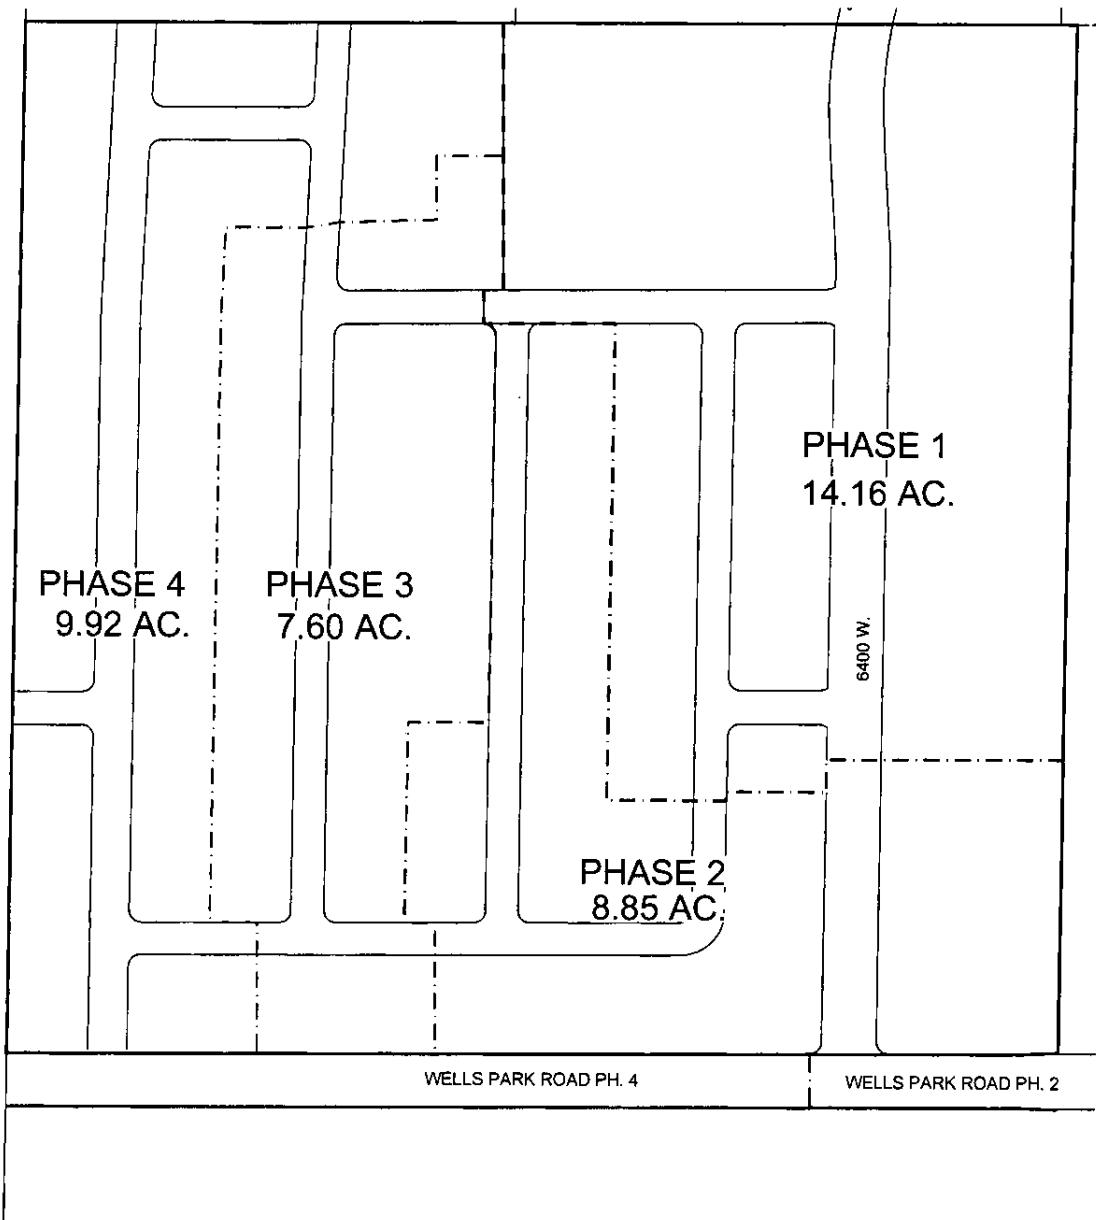 PHASE 1
14.16 AC.
PHASE 4
9.92 AC.
PHASE 3
7.60 AC.
6400 W.
PHASE 2
8.85 AC.
WELLS PARK ROAD PH. 4
WELLS PARK ROAD PH. 2